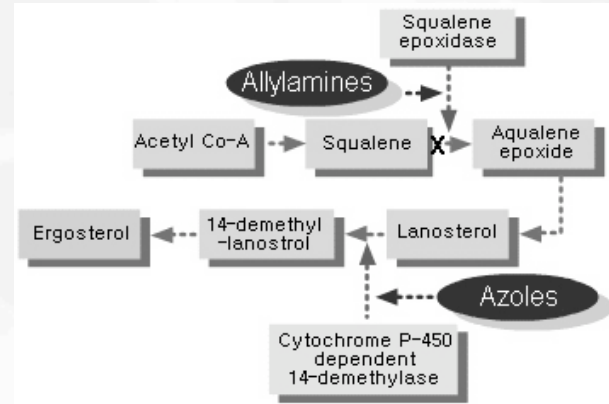 Squalene
epoxidase
Allylamines
Acetyl Co-A
Squalene
X
Aqualene
epoxide
Ergosterol
14-demethyl
-lanostrol
Lanosterol
Azoles
Cytochrome P-450
dependent
14-demethylase